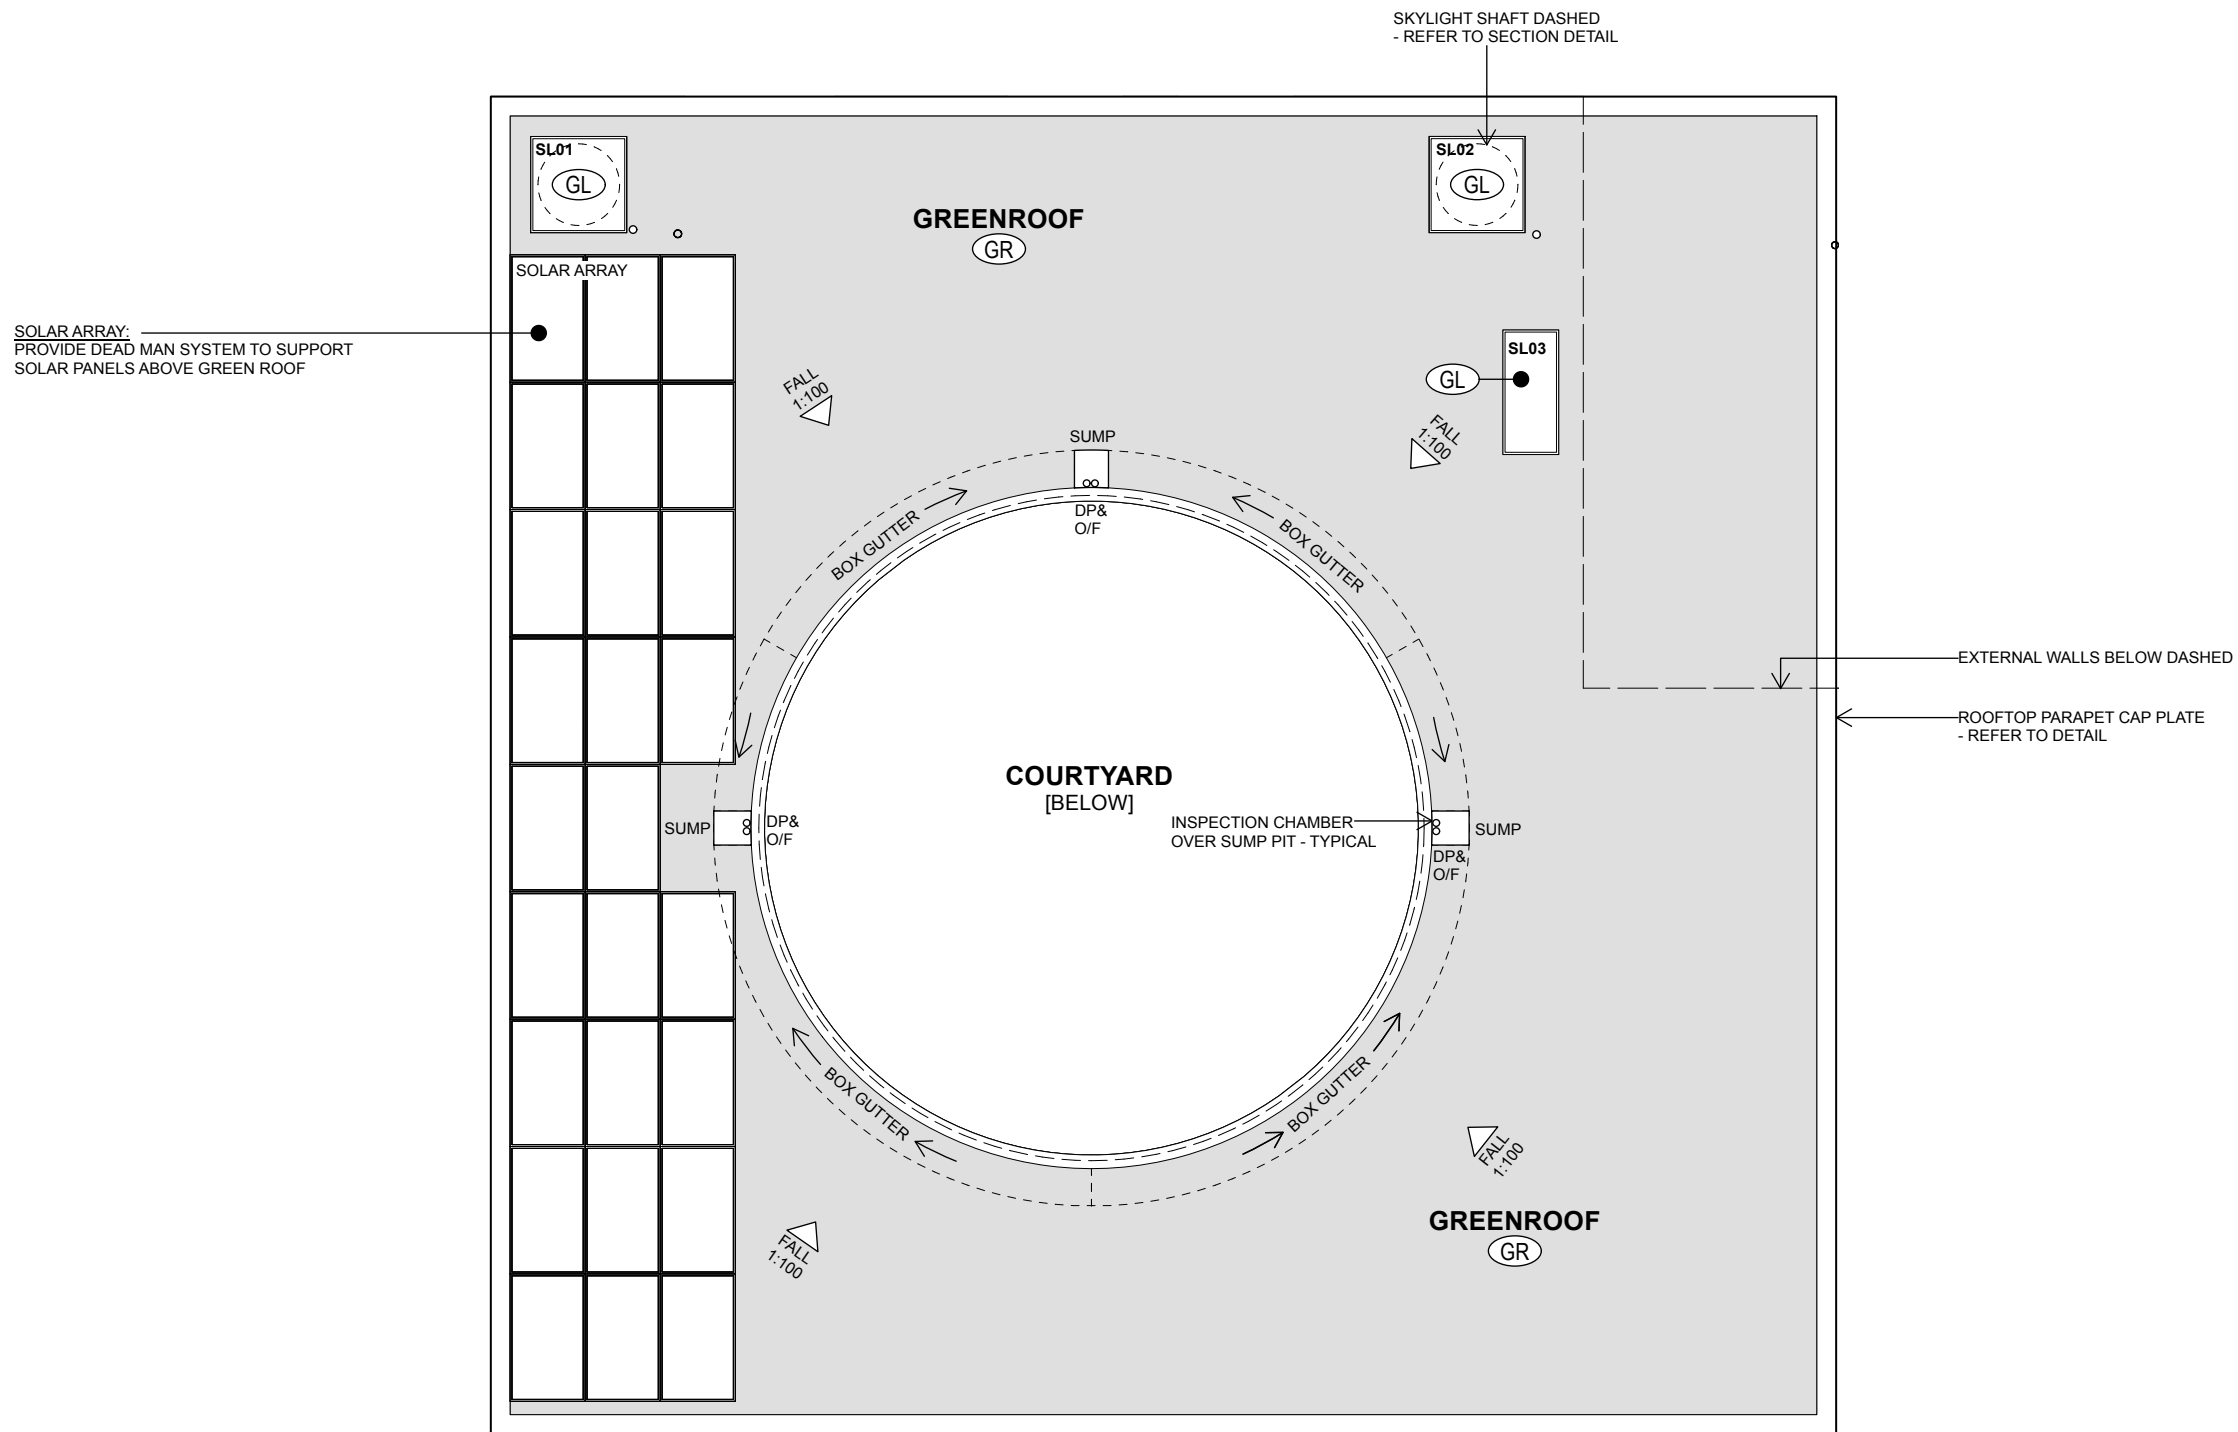 SKYLIGHT SHAFT DASHED
- REFER TO SECTION DETAIL
SL01
GL
SL02
GL
GREENROOF
GR
SOLAR ARRAY
SOLAR ARRAY:
PROVIDE DEAD MAN SYSTEM TO SUPPORT
SOLAR PANELS ABOVE GREEN ROOF
SL03
GL
FALL
1:100
FALL
1:100
SUMP
DP&
O/F
BOX GUTTER
BOX GUTTER
EXTERNAL WALLS BELOW DASHED
ROOFTOP PARAPET CAP PLATE
- REFER TO DETAIL
COURTYARD
[BELOW]
SUMP
DP&
O/F
INSPECTION CHAMBER
OVER SUMP PIT - TYPICAL
SUMP
DP&
O/F
BOX GUTTER
BOX GUTTER
FALL
1:100
GREENROOF
GR
FALL
1:100